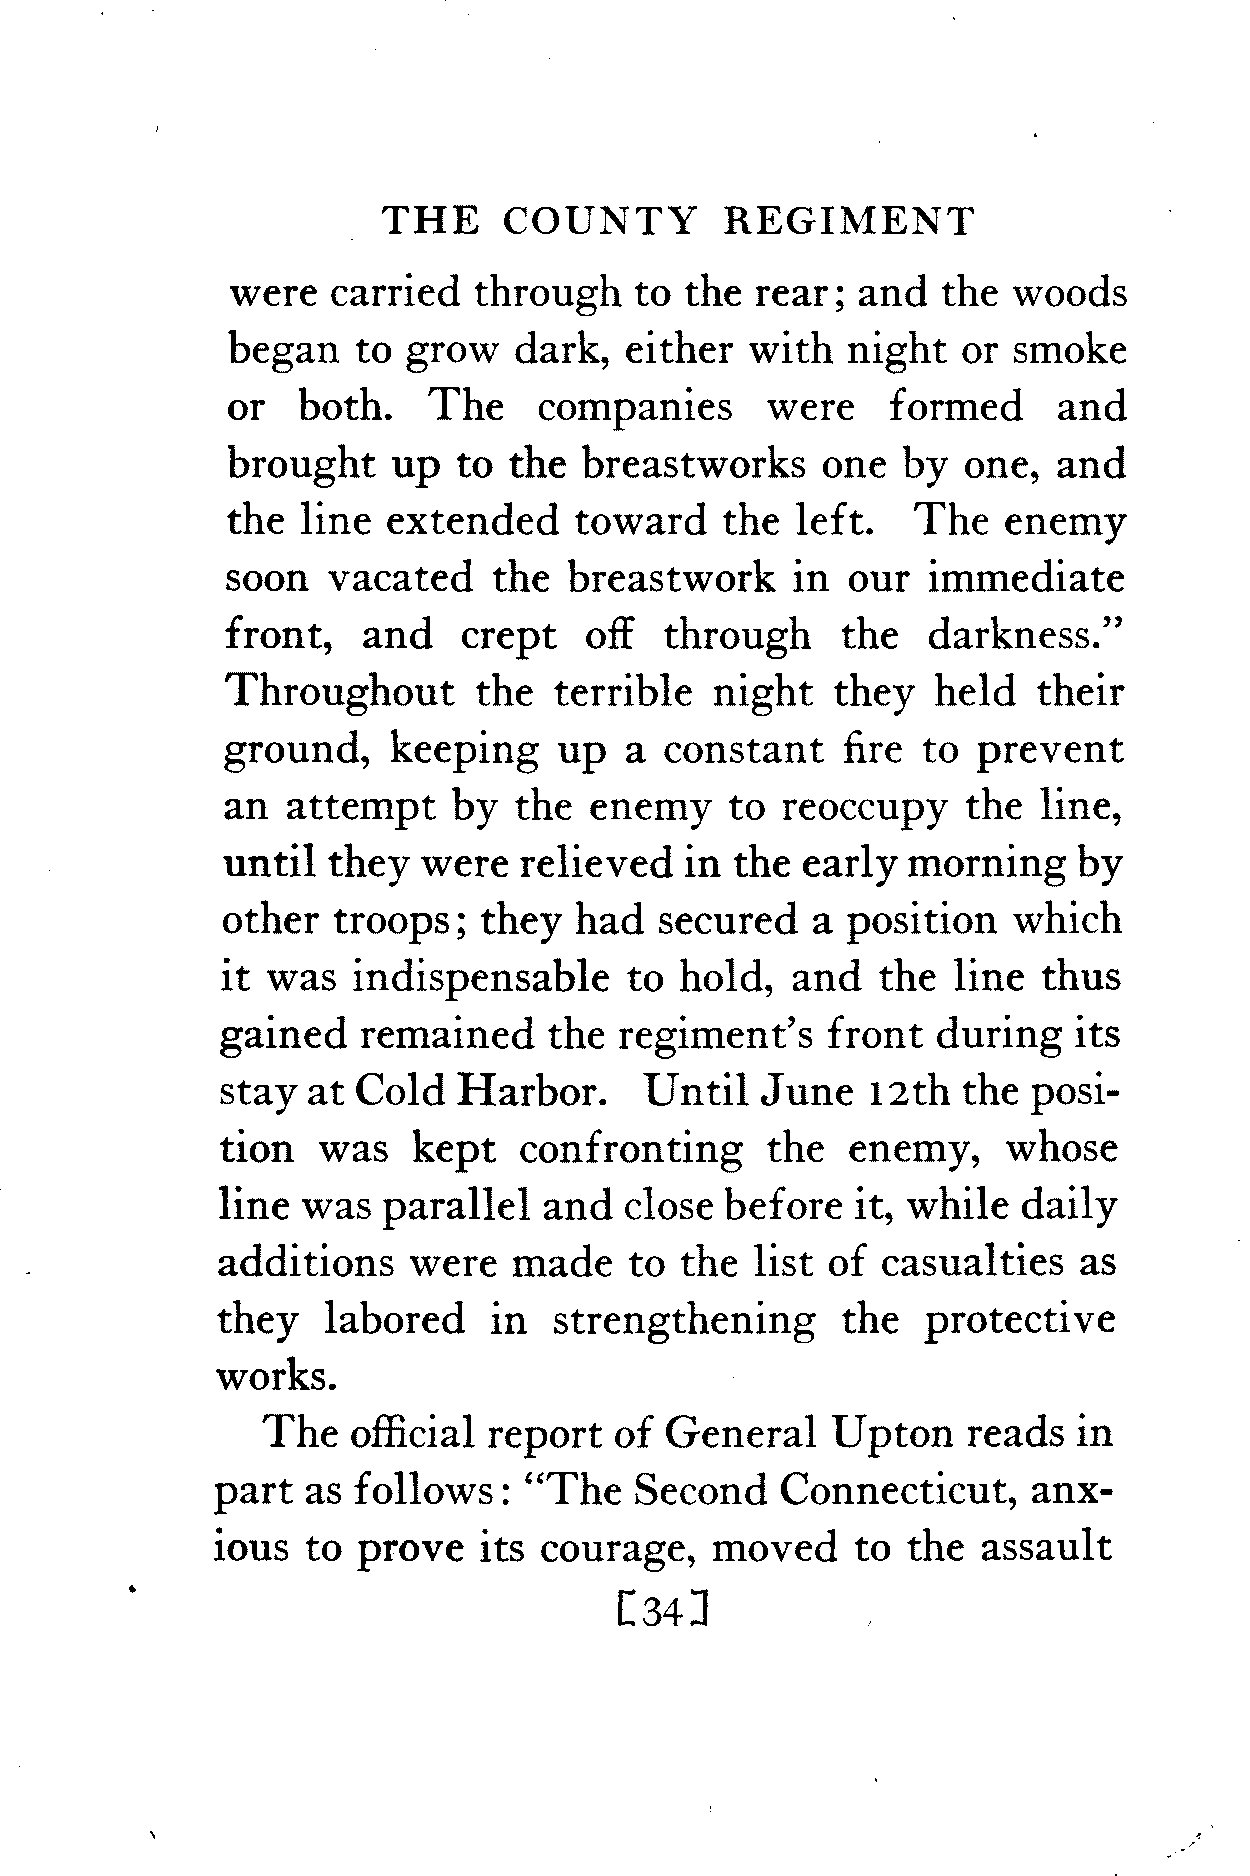 THE COUNTY REGIMENT
were carried through to the rear; and the woods
began to grow dark, either with night or smoke
or both. The companies were formed and
brought up to the breastworks one by one, and
the line extended toward the left. The enemy
soon vacated the breastwork in our immediate
front, and crept off through the darkness."
Throughout the terrible night they held their
ground, keeping up a constant fire to prevent
an attempt by the enemy to reoccupy the line,
until they were relieved in the early morning by
other troops; they had secured a position which
it was indispensable to hold, and the line thus
gained remained the regiment's front during its
stay at Cold Harbor. Until June 12th the posi-
tion was kept confronting the enemy, whose
line was parallel and close before it, while daily
additions were made to the list of casualties as
they labored in strengthening the protective
works.
The official report of General Upton reads in
part as follows: "The Second Connecticut, anx-
ious to prove its courage, moved to the assault
[34]